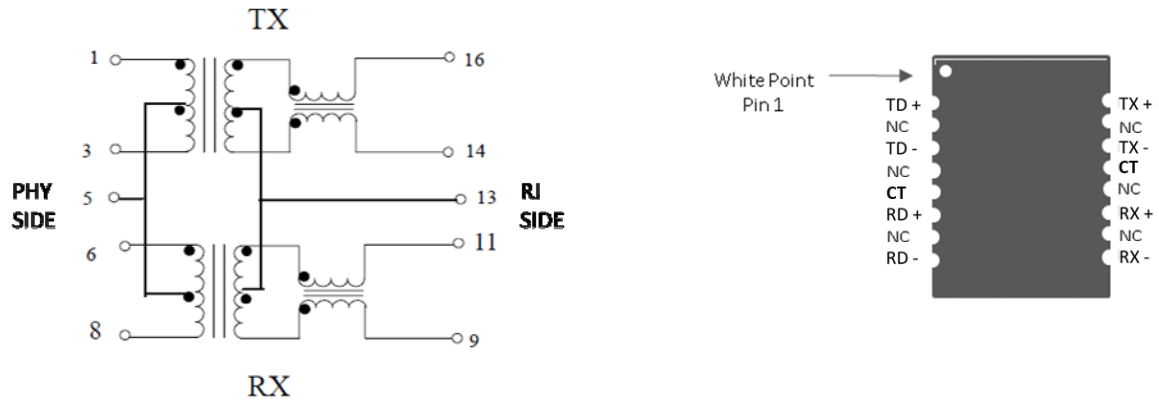 TX
1
16
3
14
PHY
SIDE
5
13
RJ
SIDE
6
11
8
9
RX
White Point
Pin 1
TD +
NC
TD -
NC
CT
RD +
NC
RD -
TX +
NC
TX -
CT
NC
RX +
NC
RX -